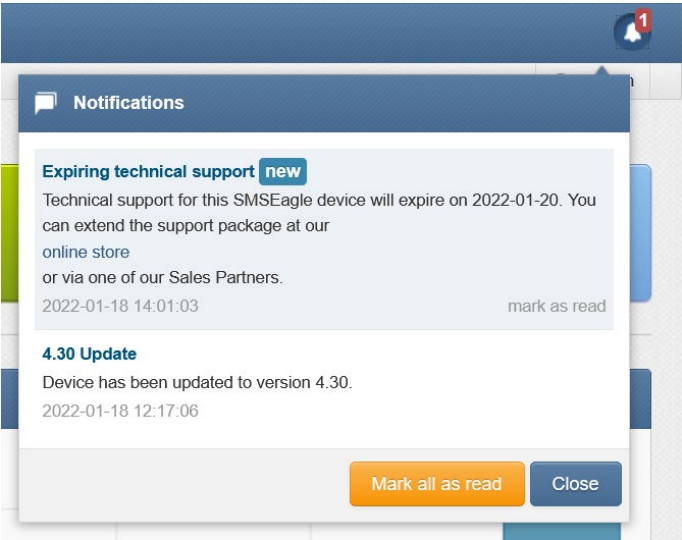 1
Notifications
Expiring technical support new
Technical support for this SMSEagle device will expire on 2022-01-20. You
can extend the support package at our
online store
or via one of our Sales Partners.
2022-01-18 14:01:03 mark as read
4.30 Update
Device has been updated to version 4.30.
2022-01-18 12:17:06
Mark all as read Close